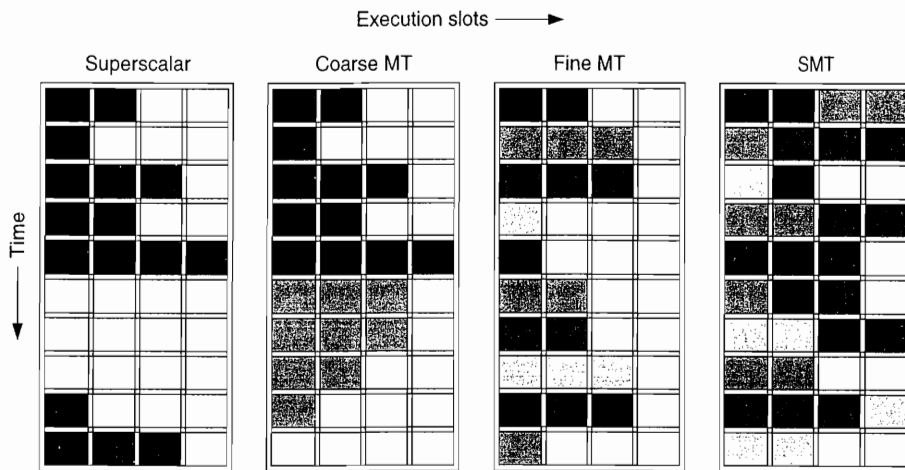 Execution slots
Superscalar
Coarse MT
Fine MT
SMT
Time